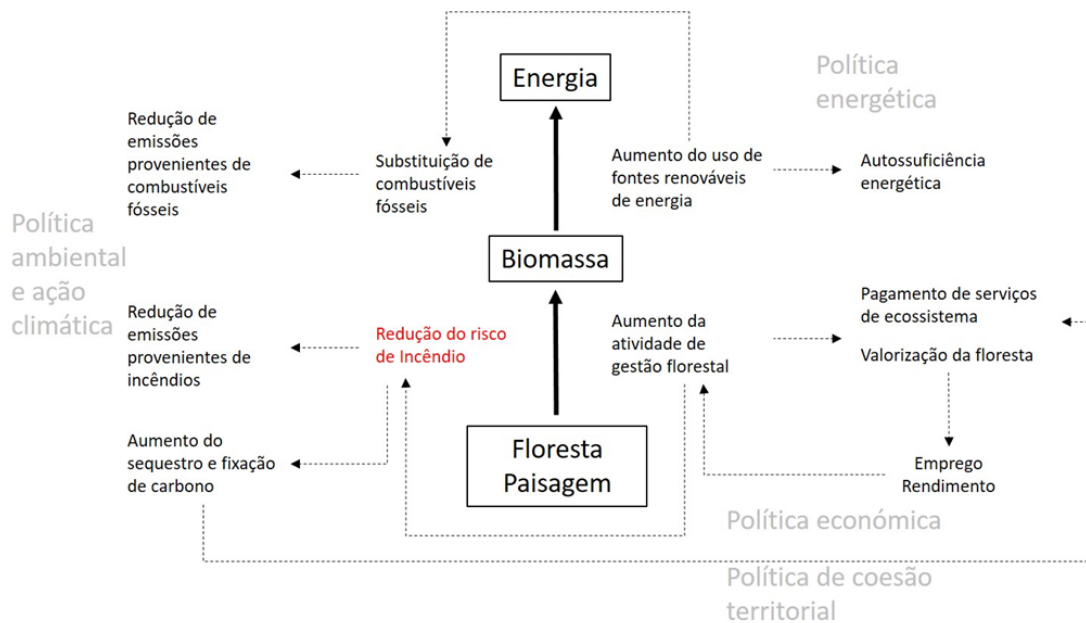 Energia
Política
energética
Redução de
emissões
provenientes de
combustíveis
fósseis
Substituição de
combustíveis
fósseis
Aumento do uso de
fontes renováveis
de energia
Autossuficiência
energética
Política
ambiental
e ação
climática
Biomassa
Redução de
emissões
provenientes de
incêndios
Redução do risco
de Incêndio
Aumento da
atividade de
gestão florestal
Pagamento de serviços
de ecossistema
Valorização da floresta
Aumento do
sequestro e fixação
de carbono
Floresta
Paisagem
Emprego
Rendimento
Política económica
Política de coesão
territorial